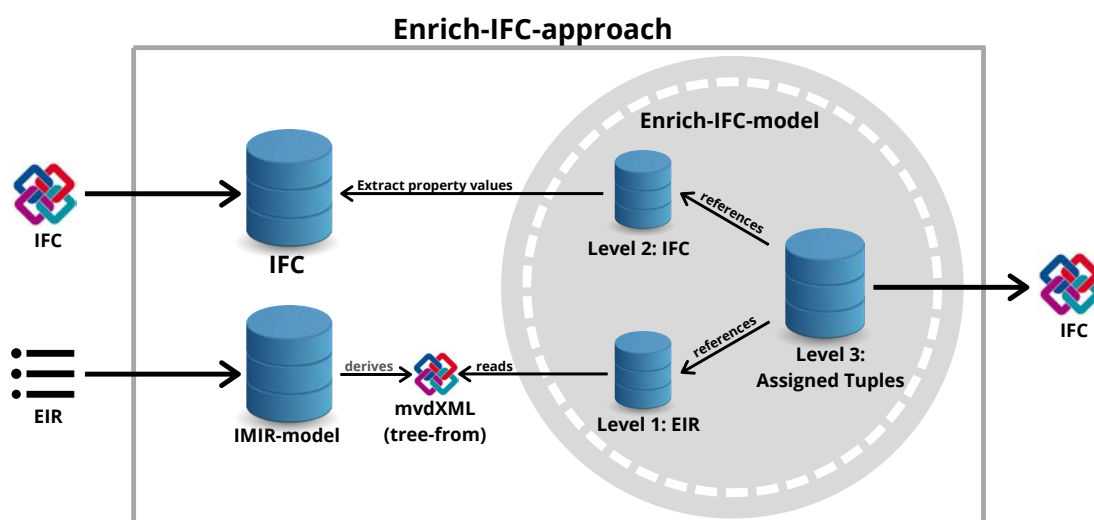 Enrich-IFC-approach
Enrich-IFC-model
Extract property values
references
IFC
IFC
Level 2: IFC
IFC
references
Level 3:
Assigned Tuples
derives
reads
EIR
IMIR-model
mvdXML
(tree-from)
Level 1: EIR